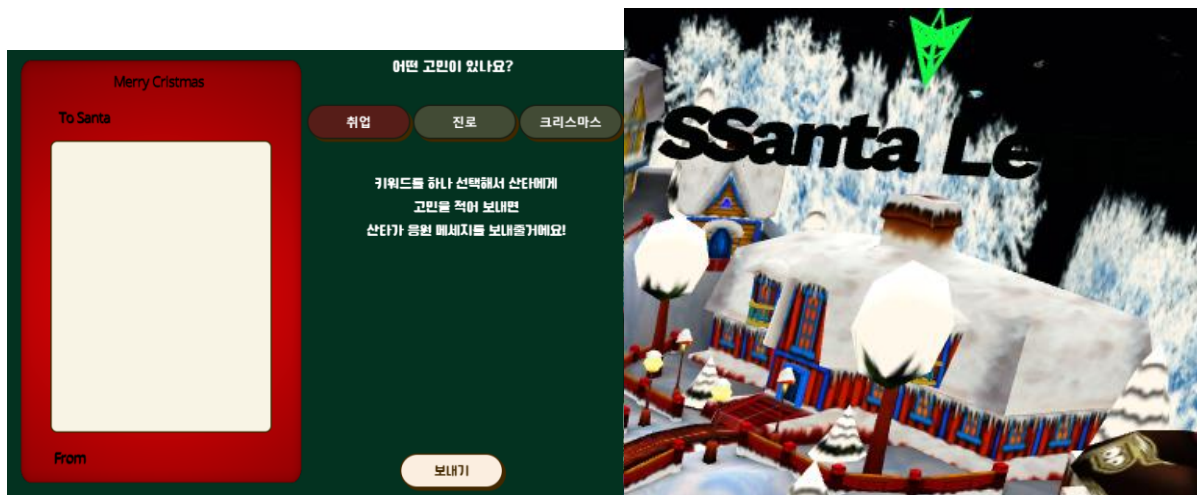 Merry Cristmas
To Santa
From
어떤 고민이 있나요?
취업
진로
크리스마스
키워드를 하나 선택해서 산타에게
고민을 적어 보내면
산타가 응원 메세지를 보내줄거에요!
보내기
ssSanta Le